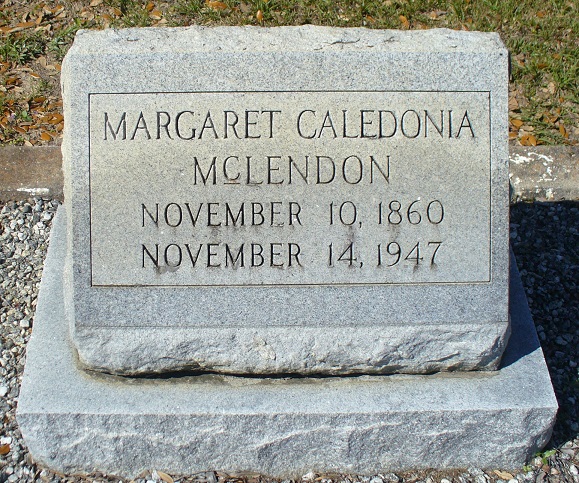 MARGARET CALEDONIA
McLENDON
NOVEMBER 10, 1860
NOVEMBER 14, 1947